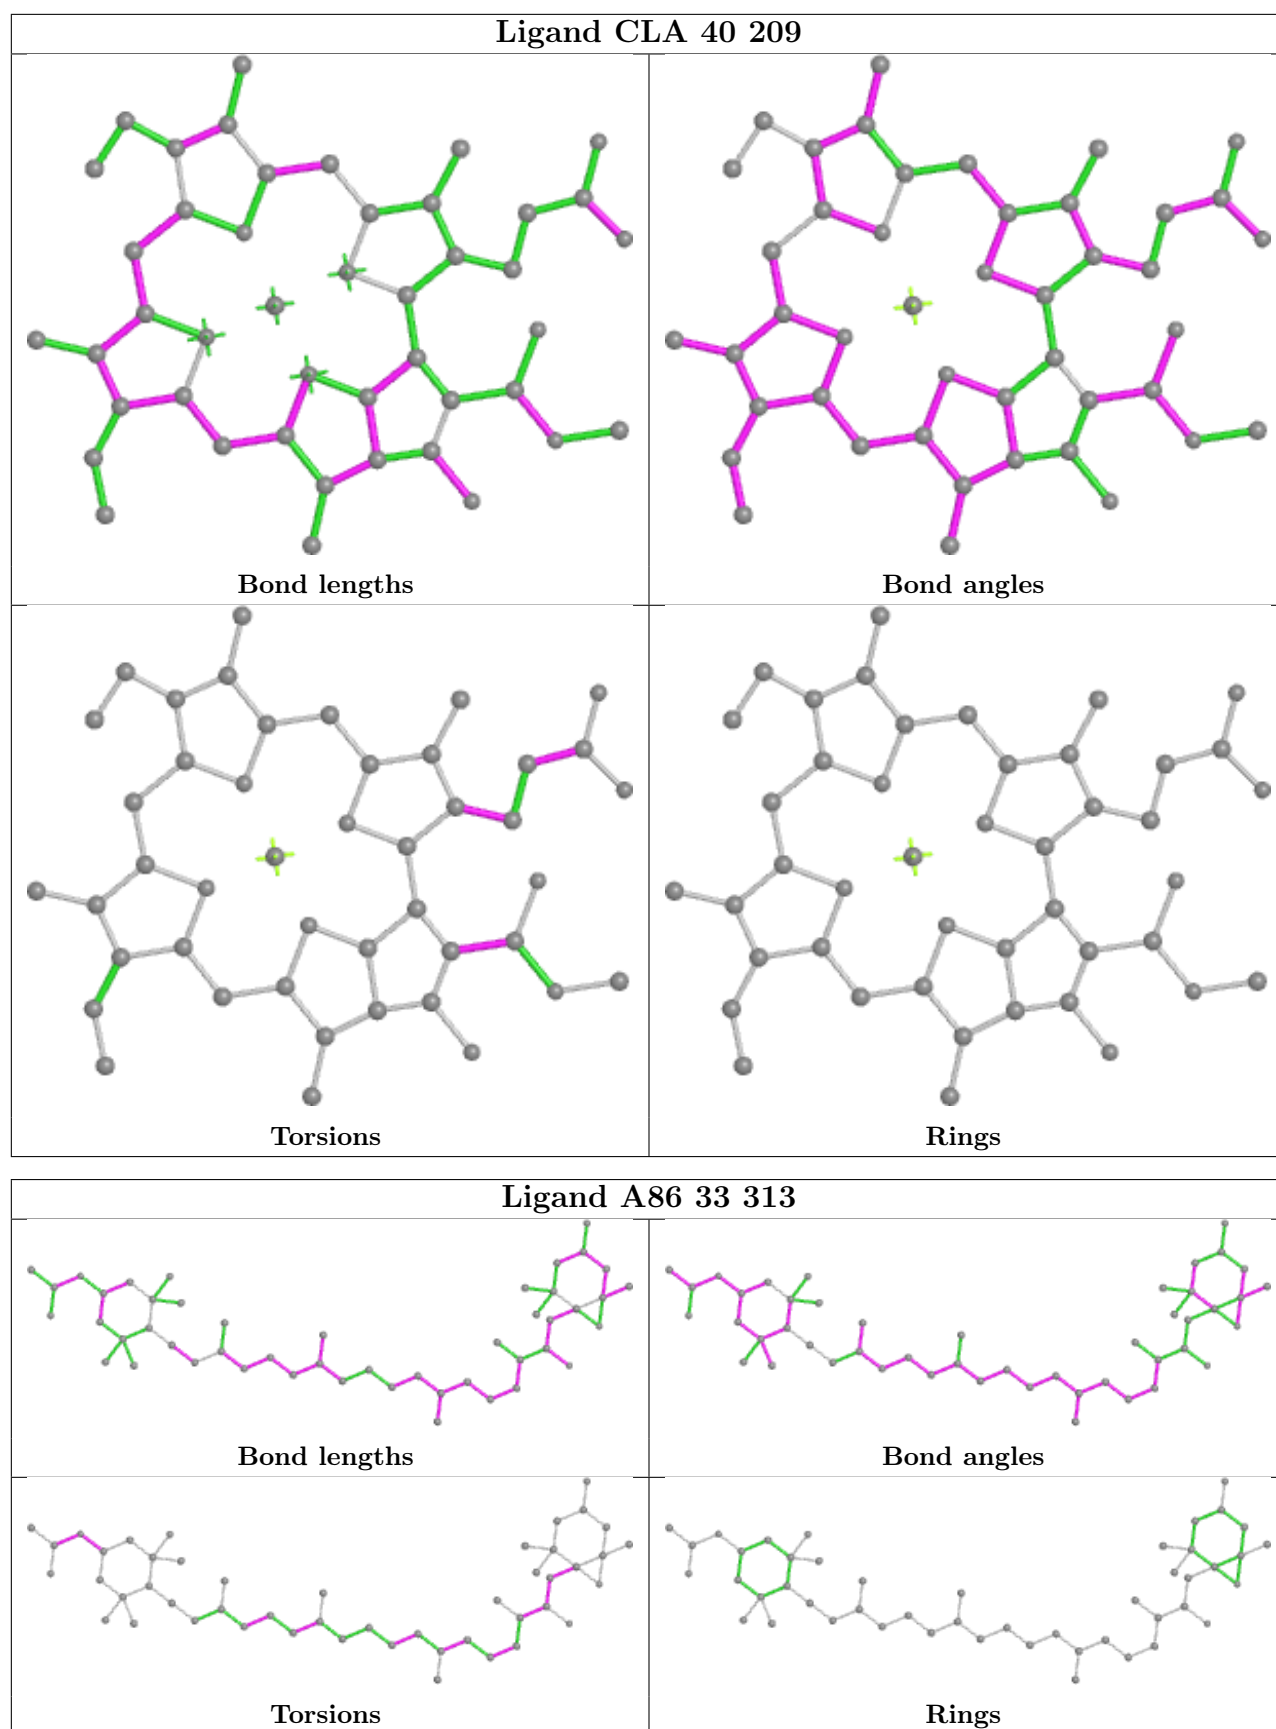 Ligand CLA 40 209
Bond lengths
Bond angles
Torsions
Rings
Ligand A86 33 313
Bond lengths
Bond angles
Torsions
Rings